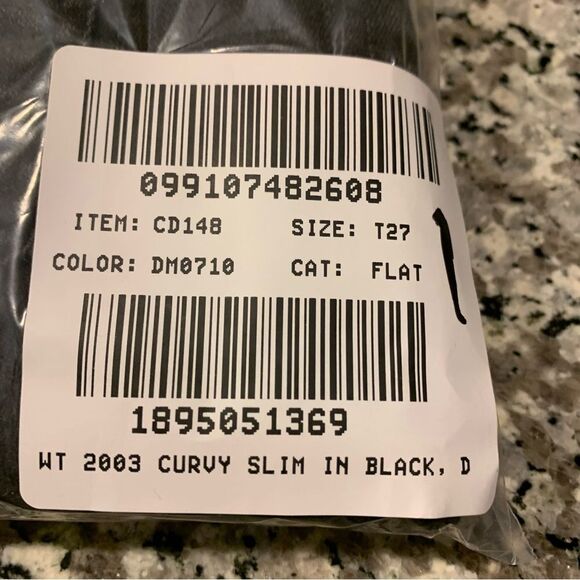 099107482608
ITEM: CD148 SIZE: T27
COLOR: DM0710 CAT: FLAT
1895051369
WT 2003 CURVY SLIM IN BLACK, D